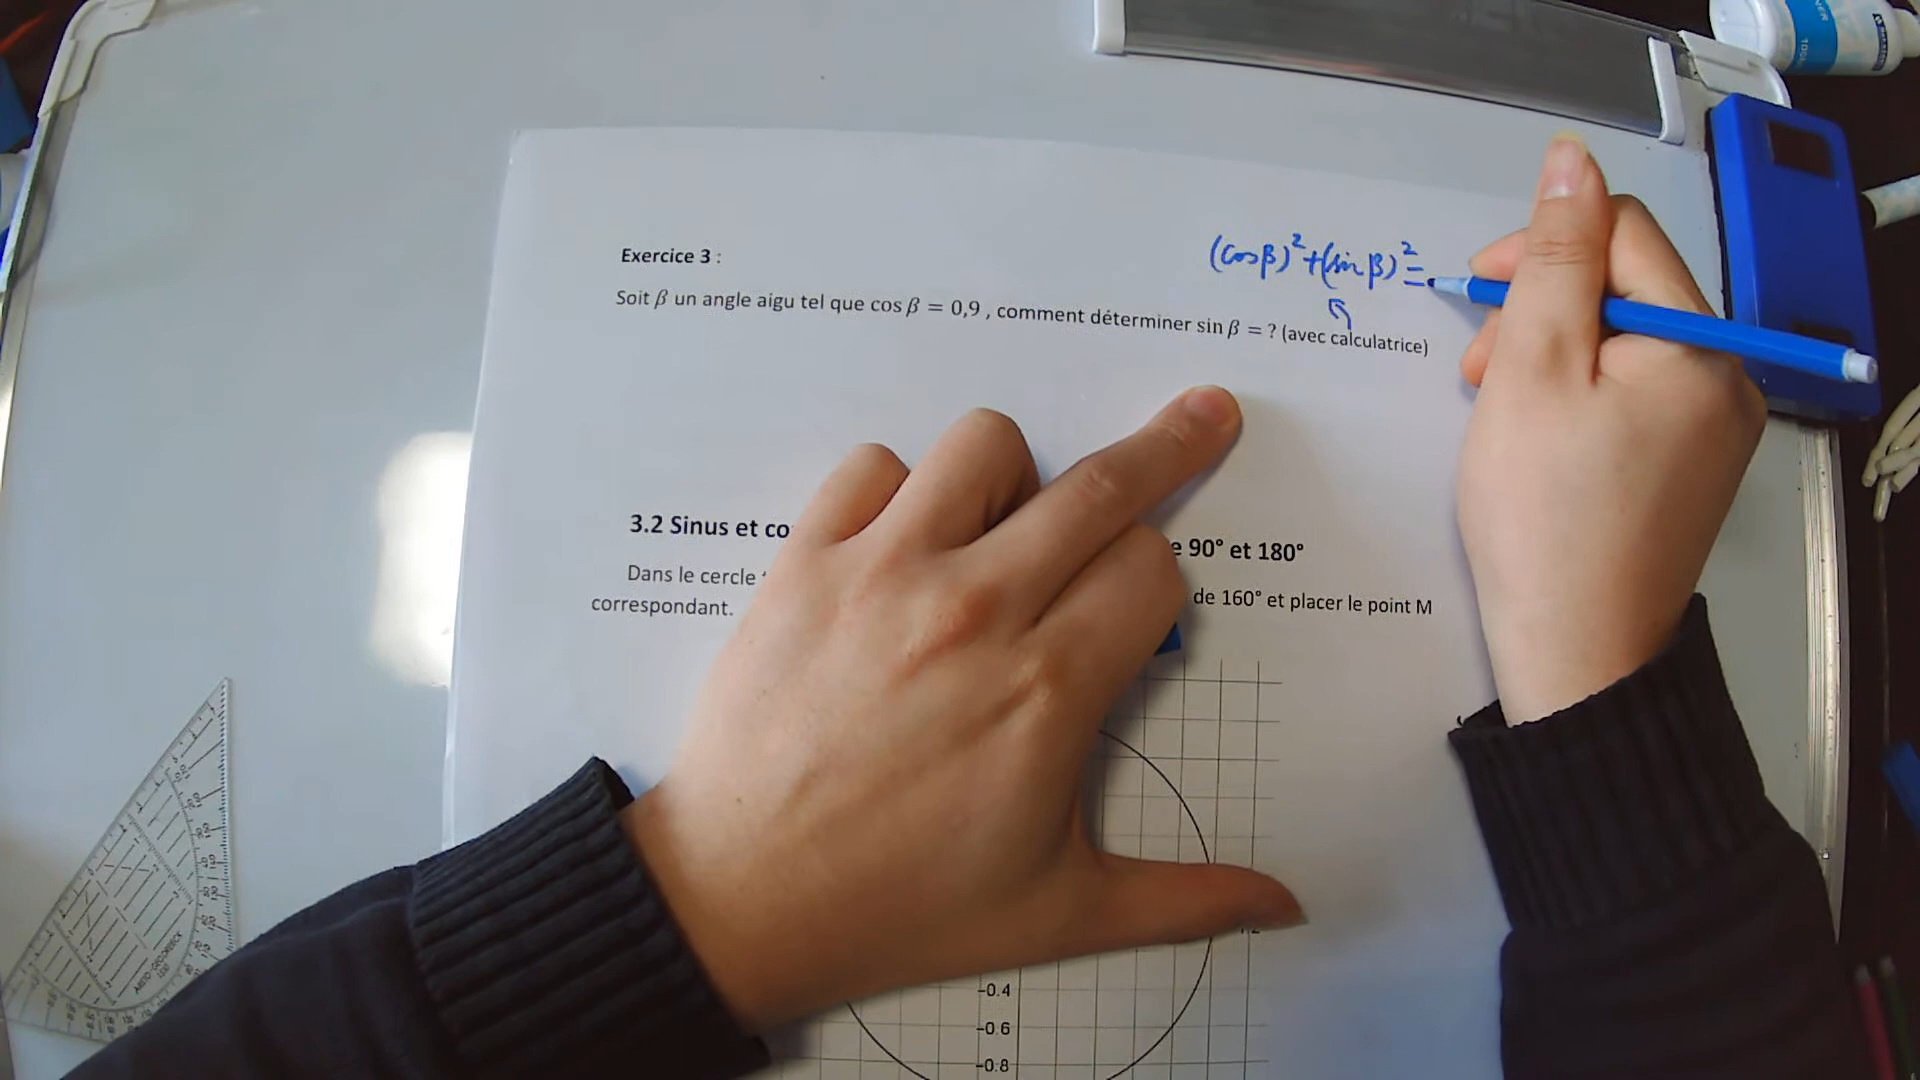 (cosβ)²+(sinβ)²=
Exercice 3 :
Soit β un angle aigu tel que cos β = 0,9 , comment déterminer sin β = ? (avec calculatrice)
3.2 Sinus et co
90° et 180°
Dans le cercle
de 160° et placer le point M
correspondant.
-0.4
-0.6
-0.8